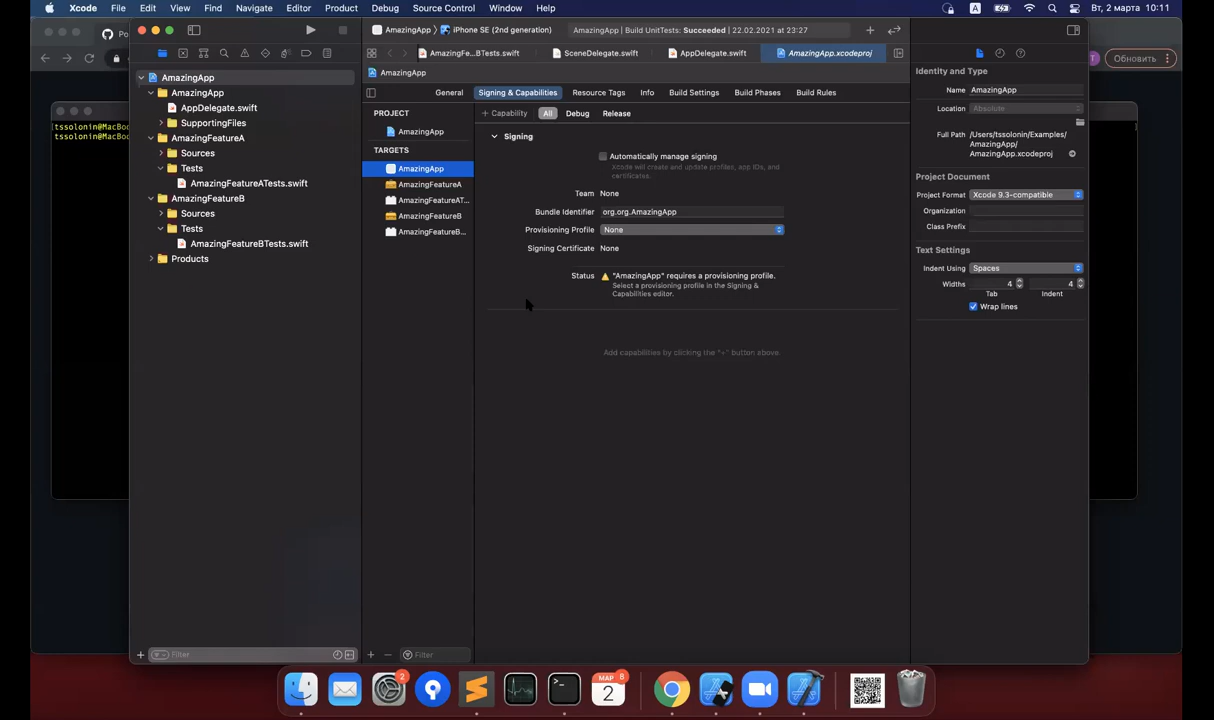 Xcode File Edit View Find Navigate Editor Product Debug Source Control Window Help
A Вт, 2 марта 10:11
AmazingApp iPhone SE (2nd generation)
AmazingApp | Build UnitTests: Succeeded | 22.02.2021 at 23:27
Обновить
AmazingFe...BTests.swift SceneDelegate.swift AppDelegate.swift AmazingApp.xcodeproj
AmazingApp
tssolonin@MacBo
tssolonin@MacBo
AmazingApp
AmazingApp
AppDelegate.swift
SupportingFiles
AmazingFeatureA
Sources
Tests
AmazingFeatureATests.swift
AmazingFeatureB
Sources
Tests
AmazingFeatureBTests.swift
Products
Filter
General Signing & Capabilities Resource Tags Info Build Settings Build Phases Build Rules
PROJECT
AmazingApp
TARGETS
AmazingApp
AmazingFeatureA
AmazingFeatureAT...
AmazingFeatureB
AmazingFeatureB...
Filter
+ Capability All Debug Release
Signing
Automatically manage signing
Xcode will create and update profiles, app IDs, and
certificates.
Team None
Bundle Identifier org.org.AmazingApp
Provisioning Profile None
Signing Certificate None
Status "AmazingApp" requires a provisioning profile.
Select a provisioning profile in the Signing &
Capabilities editor.
Add capabilities by clicking the "+" button above.
Identity and Type
Name AmazingApp
Location Absolute
Full Path /Users/tssolonin/Examples/
AmazingApp/
AmazingApp.xcodeproj
Project Document
Project Format Xcode 9.3-compatible
Organization
Class Prefix
Text Settings
Indent Using Spaces
Widths 4 4
Tab Indent
Wrap lines
2
МАР
2
8